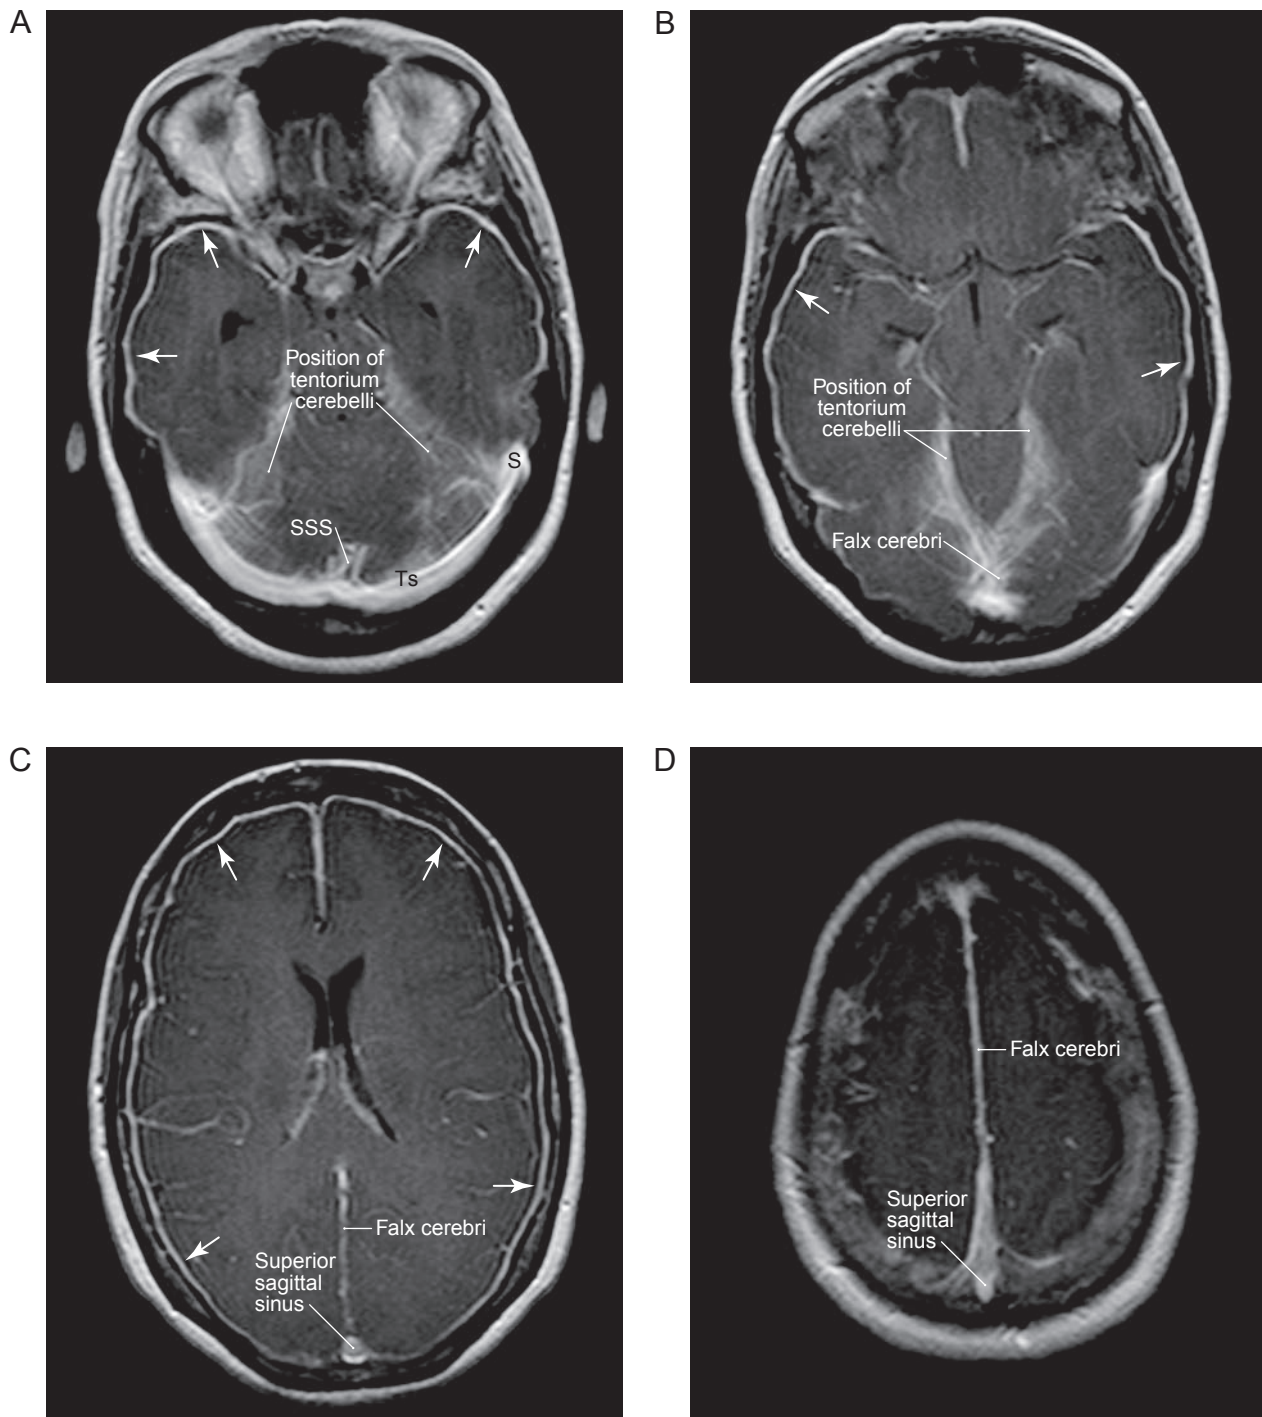 A
Position of
tentorium
cerebelli
S
SSS
Ts
B
Position of
tentorium
cerebelli
Falx cerebri
C
Falx cerebri
Superior
sagittal
sinus
D
Falx cerebri
Superior
sagittal
sinus